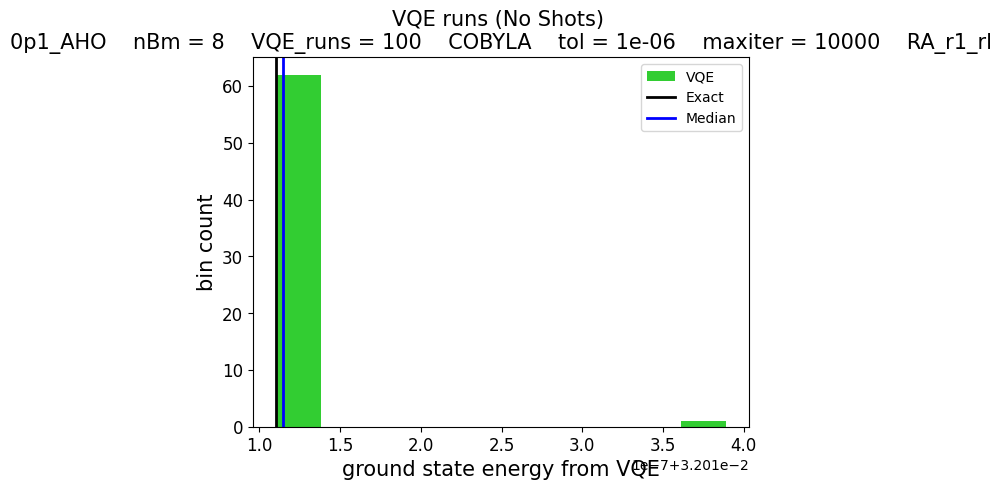 VQE runs (No Shots)
0p1_AHO nBm = 8 VQE_runs = 100 COBYLA tol = 1e-06 maxiter = 10000 RA_r1_rl
VQE
Exact
Median
60
50
40
30
20
10
0
bin count
1.0 1.5 2.0 2.5 3.0 3.5 4.0
1e−7+3.201e−2
ground state energy from VQE